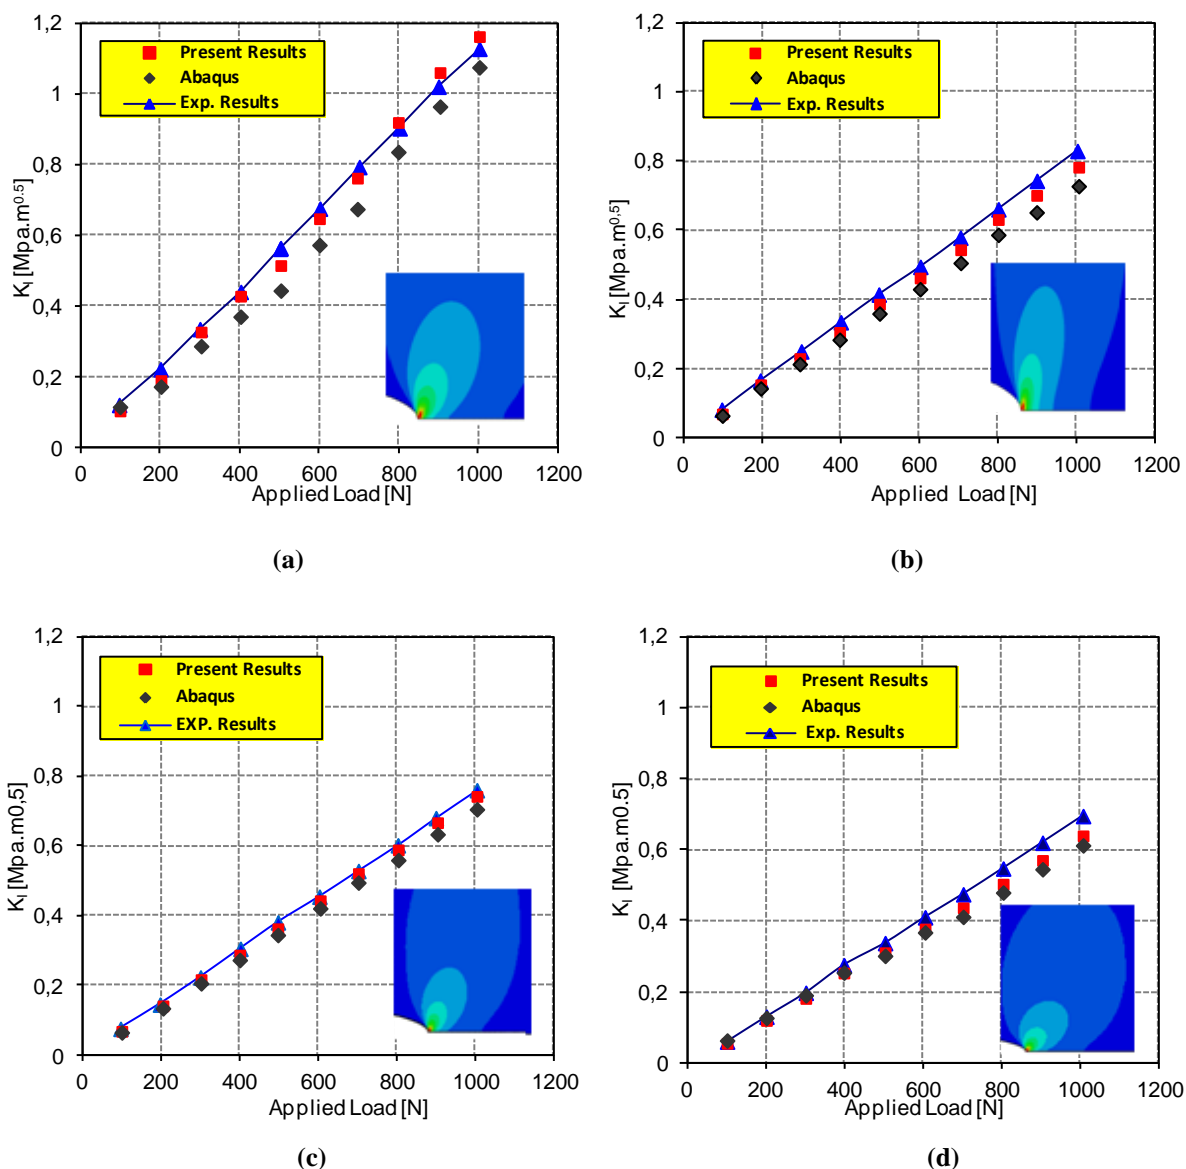 1,2
1
0,8
0,6
0,4
0,2
0
K_I [Mpa.m^0.5]
Present Results
Abaqus
Exp. Results
0 200 400 600 800 1000 1200
Applied Load [N]
(a)
1,2
1
0,8
0,6
0,4
0,2
0
K_I [Mpa.m^0,5]
Present Results
Abaqus
Exp. Results
0 200 400 600 800 1000 1200
Applied Load [N]
(b)
1,2
1
0,8
0,6
0,4
0,2
0
K_I [Mpa.m0,5]
Present Results
Abaqus
EXP. Results
0 200 400 600 800 1000 1200
Applied Load [N]
(c)
1,2
1
0,8
0,6
0,4
0,2
0
K_I [Mpa.m0.5]
Present Results
Abaqus
Exp. Results
0 200 400 600 800 1000 1200
Applied Load [N]
(d)